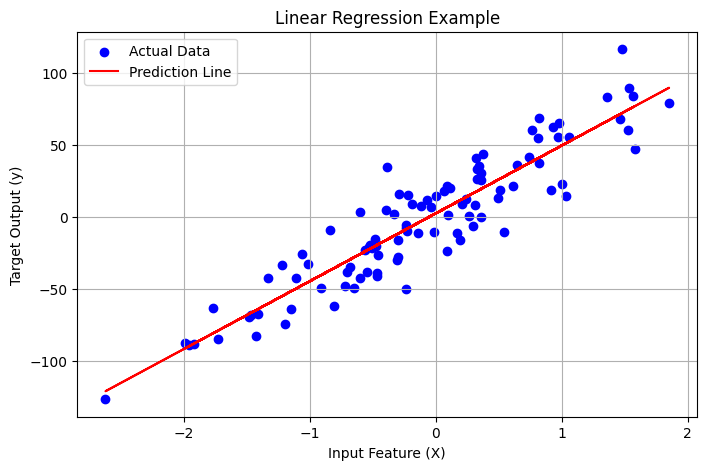 Linear Regression Example
Actual Data
Prediction Line
Target Output (y)
100
50
0
−50
−100
−2
−1
0
1
2
Input Feature (X)